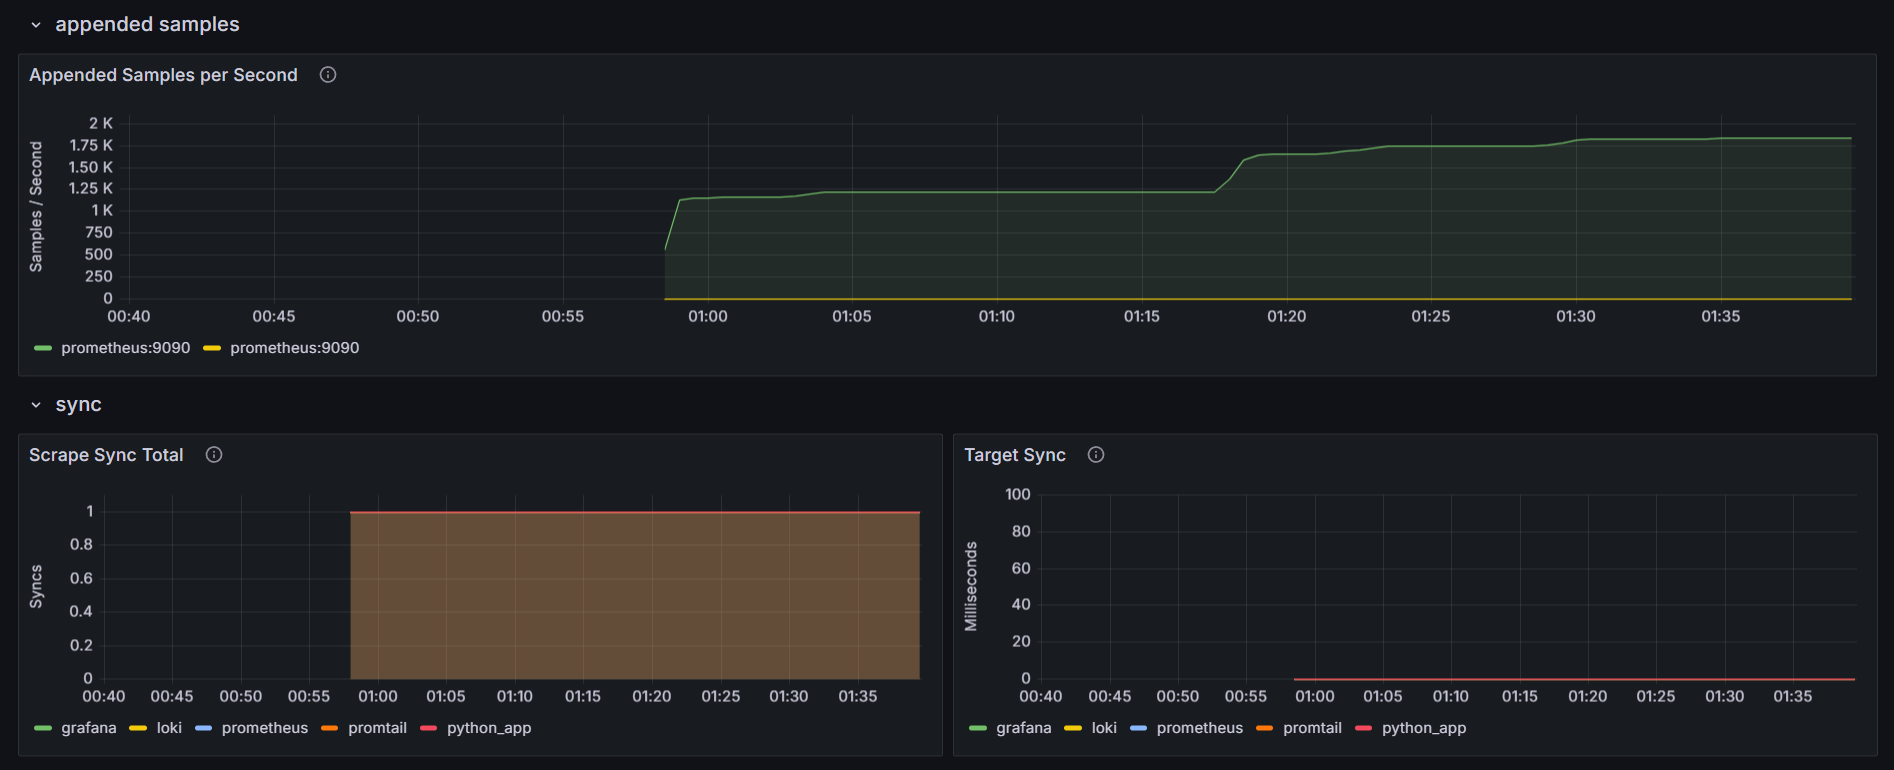 appended samples
Appended Samples per Second
Samples / Second
2 K
1.75 K
1.50 K
1.25 K
1 K
750
500
250
0
00:40 00:45 00:50 00:55 01:00 01:05 01:10 01:15 01:20 01:25 01:30 01:35
prometheus:9090 prometheus:9090
sync
Scrape Sync Total
Syncs
1
0.8
0.6
0.4
0.2
0
00:40 00:45 00:50 00:55 01:00 01:05 01:10 01:15 01:20 01:25 01:30 01:35
grafana loki prometheus promtail python_app
Target Sync
Milliseconds
100
80
60
40
20
0
00:40 00:45 00:50 00:55 01:00 01:05 01:10 01:15 01:20 01:25 01:30 01:35
grafana loki prometheus promtail python_app